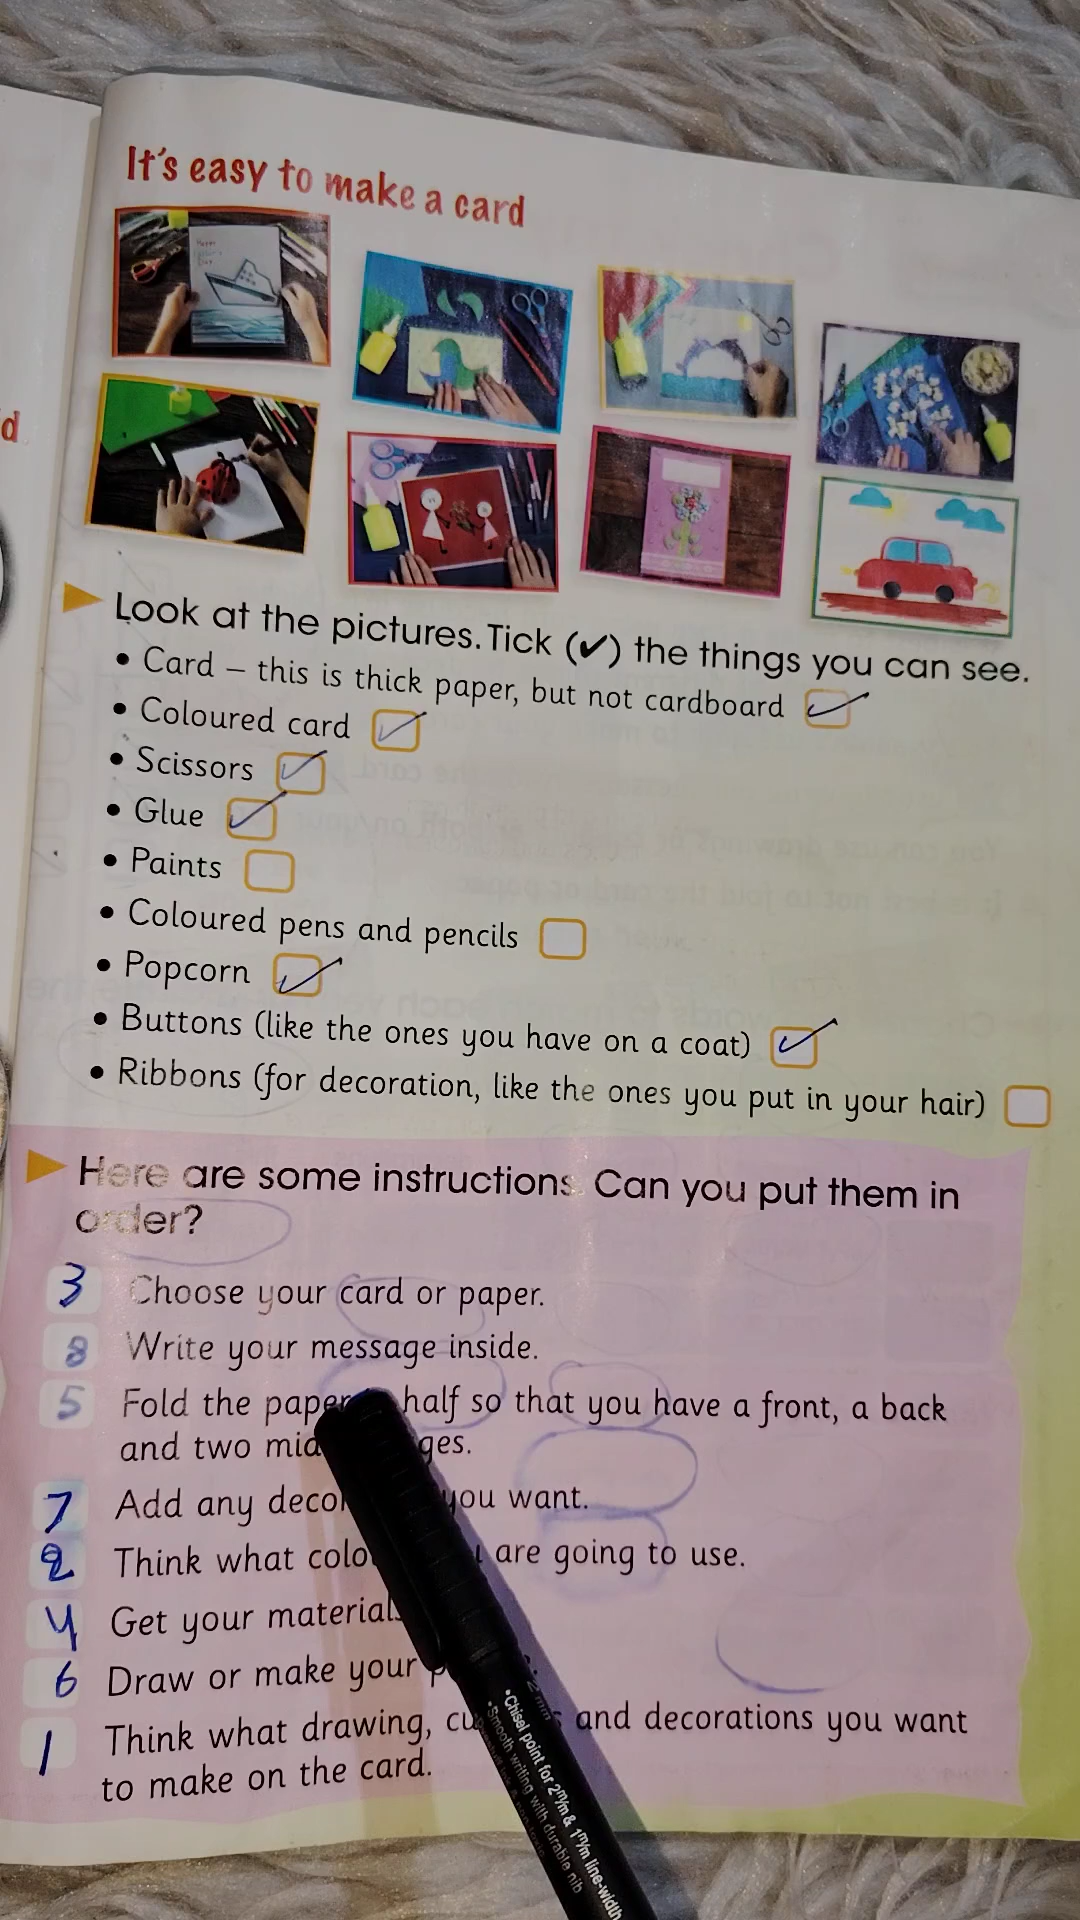 It's easy to make a card
d
Look at the pictures. Tick (✔) the things you can see.
• Card – this is thick paper, but not cardboard ✓
• Coloured card ✓
• Scissors ✓
• Glue ✓
• Paints
• Coloured pens and pencils
• Popcorn ✓
• Buttons (like the ones you have on a coat) ✓
• Ribbons (for decoration, like the ones you put in your hair)
Here are some instructions. Can you put them in
order?
3 Choose your card or paper.
8 Write your message inside.
5 Fold the paper half so that you have a front, a back
and two
7 Add any you want.
2 Think what are going to use.
4 Get your materials
6 Draw or make your
1 Think what drawing, and decorations you want
to make on the card.
•Chisel point for 2m/m & 1m/m line-width
•Smooth writing with durable nib